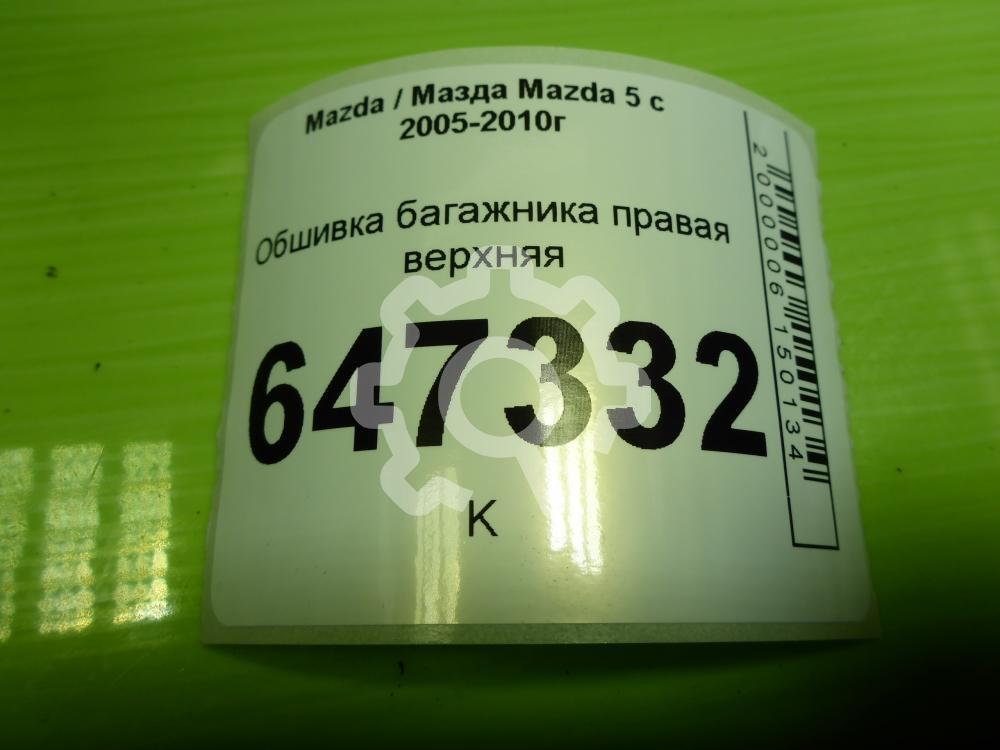 Mazda / Мазда Mazda 5 с
2005-2010г
Обшивка багажника правая
верхняя
647332
К
2000006150134